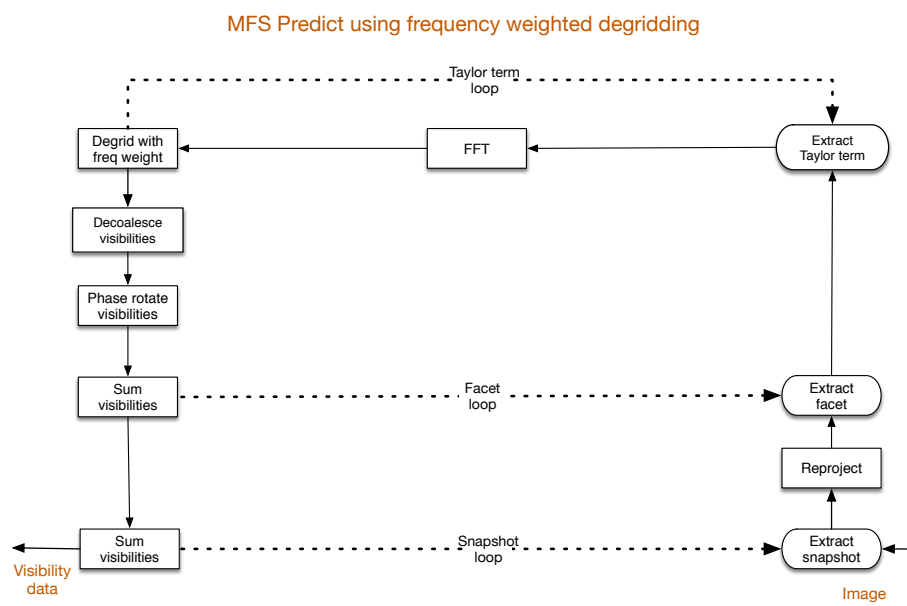 MFS Predict using frequency weighted degridding
Taylor term
loop
Degrid with
freq weight
FFT
Extract
Taylor term
Decoalesce
visibilities
Phase rotate
visibilities
Sum
visibilities
Facet
loop
Extract
facet
Reproject
Sum
visibilities
Snapshot
loop
Extract
snapshot
Visibility
data
Image